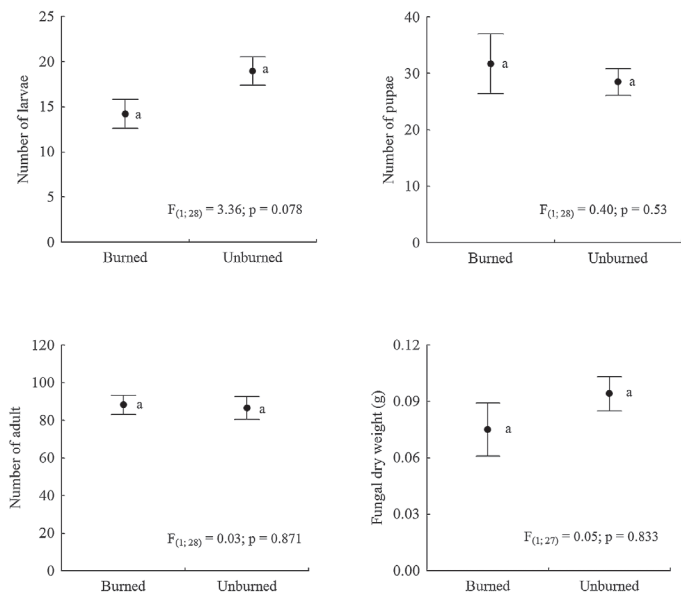 Number of larvae
25
20
15
10
5
0
a
a
F(1; 28) = 3.36; p = 0.078
Burned
Unburned
Number of pupae
40
30
20
10
0
a
a
F(1; 28) = 0.40; p = 0.53
Burned
Unburned
Number of adult
120
100
80
60
40
20
0
a
a
F(1; 28) = 0.03; p = 0.871
Burned
Unburned
Fungal dry weight (g)
0.12
0.09
0.06
0.03
0.00
a
a
F(1; 27) = 0.05; p = 0.833
Burned
Unburned